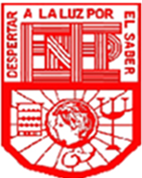 DESPERTAR A LA LUZ POR EL SABER
ENP